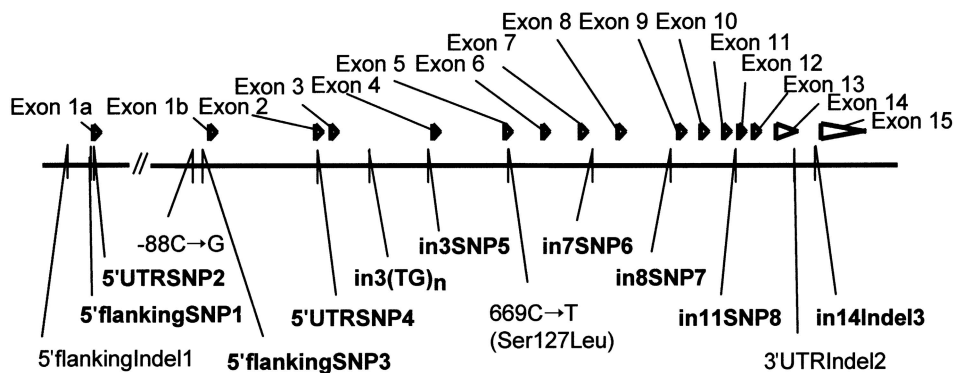 Exon 8 Exon 9 Exon 10
Exon 7 Exon 11
Exon 5 Exon 6 Exon 12
Exon 3 Exon 4 Exon 13
Exon 1a Exon 1b Exon 2 Exon 14
Exon 15
//
-88C→G in3SNP5 in7SNP6
5'UTRSNP2 in3(TG)n in8SNP7
5'flankingSNP1 5'UTRSNP4 669C→T in11SNP8 in14Indel3
(Ser127Leu)
5'flankingIndel1 5'flankingSNP3 3'UTRIndel2